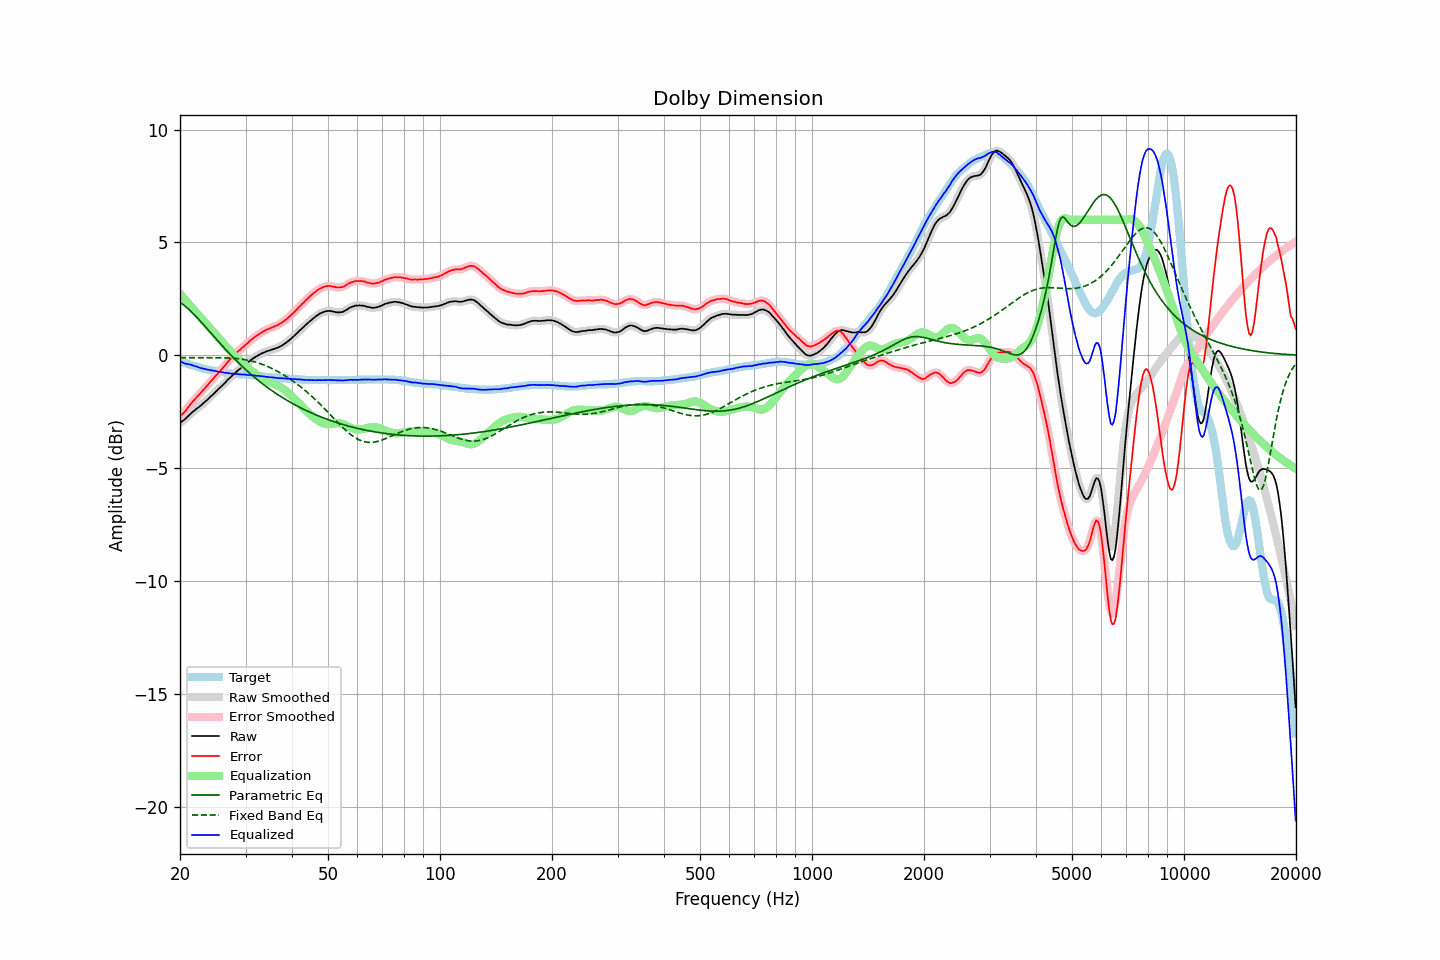 Dolby Dimension
Amplitude (dBr)
10
5
0
−5
−10
−15
−20
Target
Raw Smoothed
Error Smoothed
Raw
Error
Equalization
Parametric Eq
Fixed Band Eq
Equalized
20 50 100 200 500 1000 2000 5000 10000 20000
Frequency (Hz)